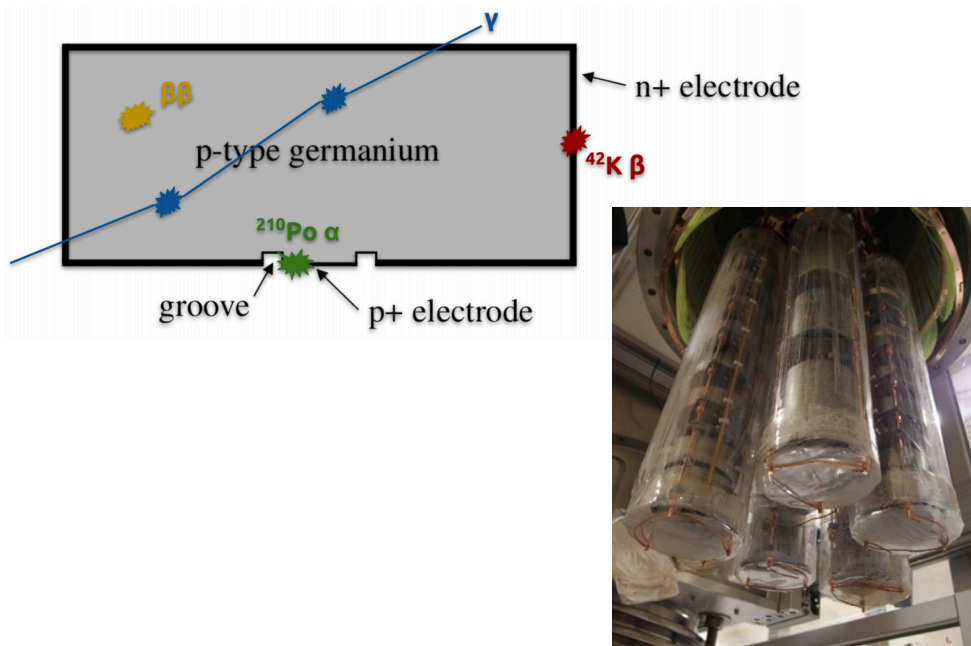 γ
n+ electrode
ββ
p-type germanium
⁴²K β
²¹⁰Po α
groove
p+ electrode